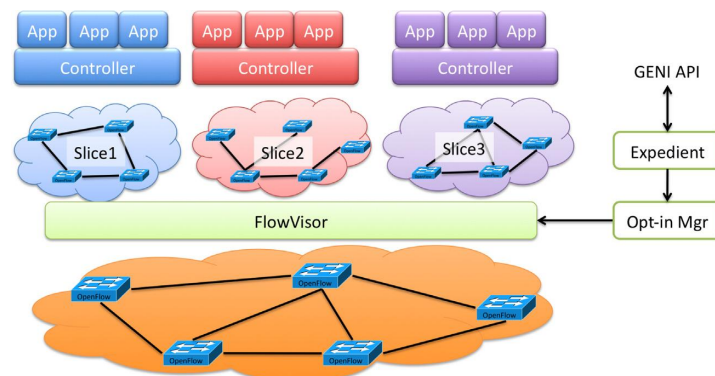 App App App
App App App
App App App
Controller
Controller
Controller
GENI API
Slice1
Slice2
Slice3
Expedient
FlowVisor
Opt-in Mgr
OpenFlow
OpenFlow
OpenFlow
OpenFlow
OpenFlow